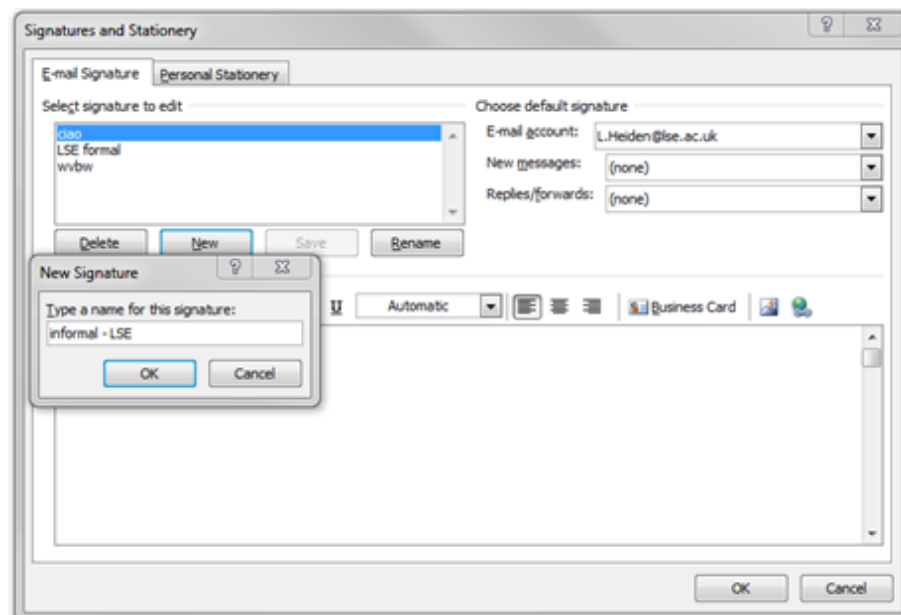 Signatures and Stationery
E-mail Signature Personal Stationery
Select signature to edit
Choose default signature
ciao
LSE formal
wvbw
E-mail account: L.Heiden@lse.ac.uk
New messages: (none)
Replies/forwards: (none)
Delete New Save Rename
New Signature
Type a name for this signature:
informal - LSE
OK Cancel
U Automatic Business Card
OK Cancel